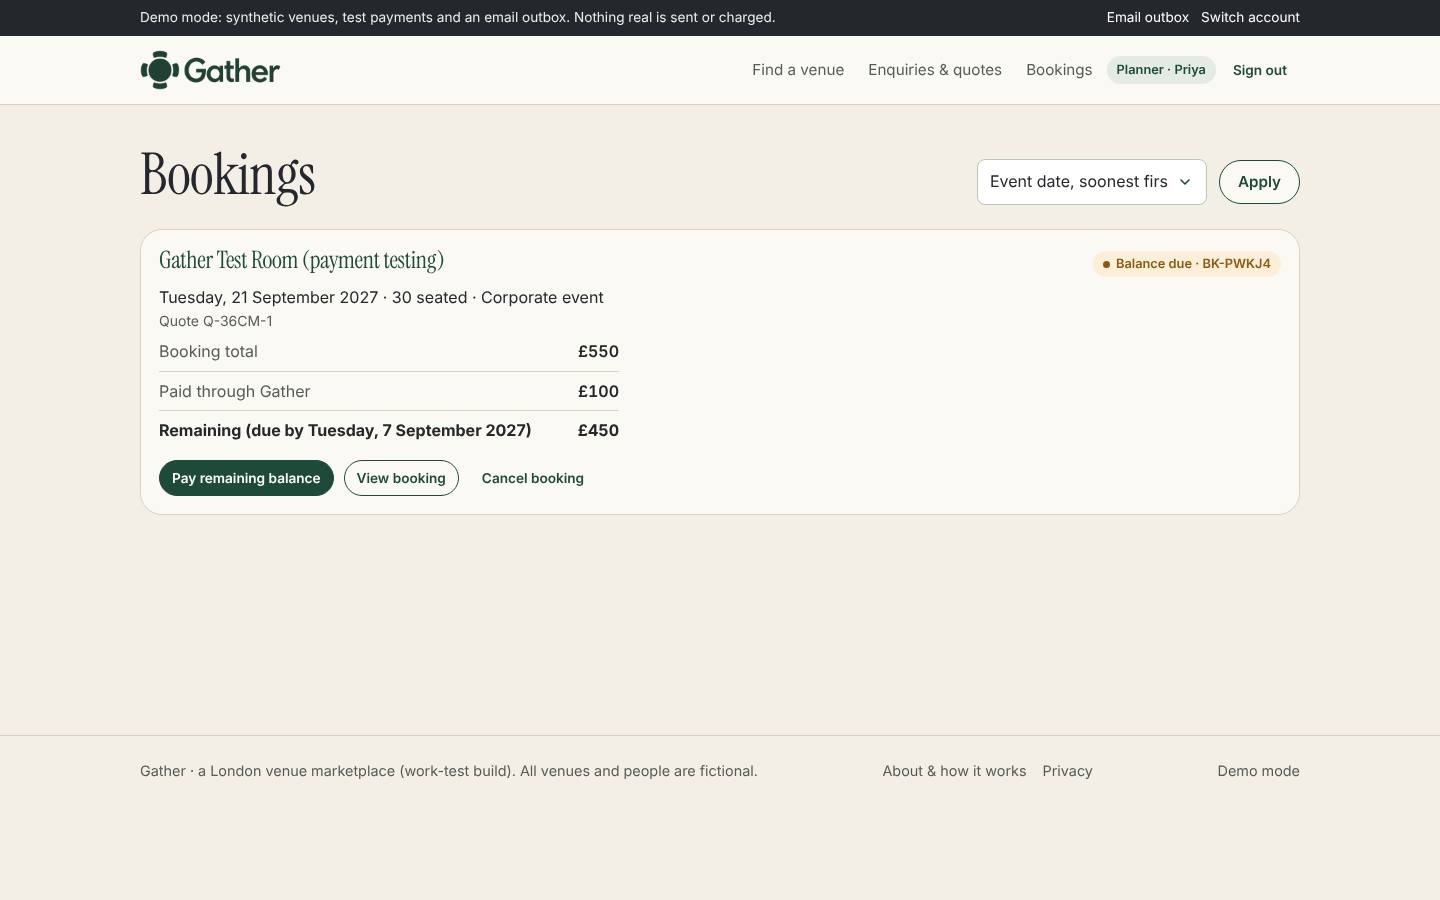 Demo mode: synthetic venues, test payments and an email outbox. Nothing real is sent or charged.
Email outbox Switch account
Gather
Find a venue Enquiries & quotes Bookings Planner · Priya Sign out
Bookings
Event date, soonest firs
Apply
Gather Test Room (payment testing)
Balance due · BK-PWKJ4
Tuesday, 21 September 2027 · 30 seated · Corporate event
Quote Q-36CM-1
Booking total £550
Paid through Gather £100
Remaining (due by Tuesday, 7 September 2027) £450
Pay remaining balance View booking Cancel booking
Gather · a London venue marketplace (work-test build). All venues and people are fictional.
About & how it works Privacy
Demo mode